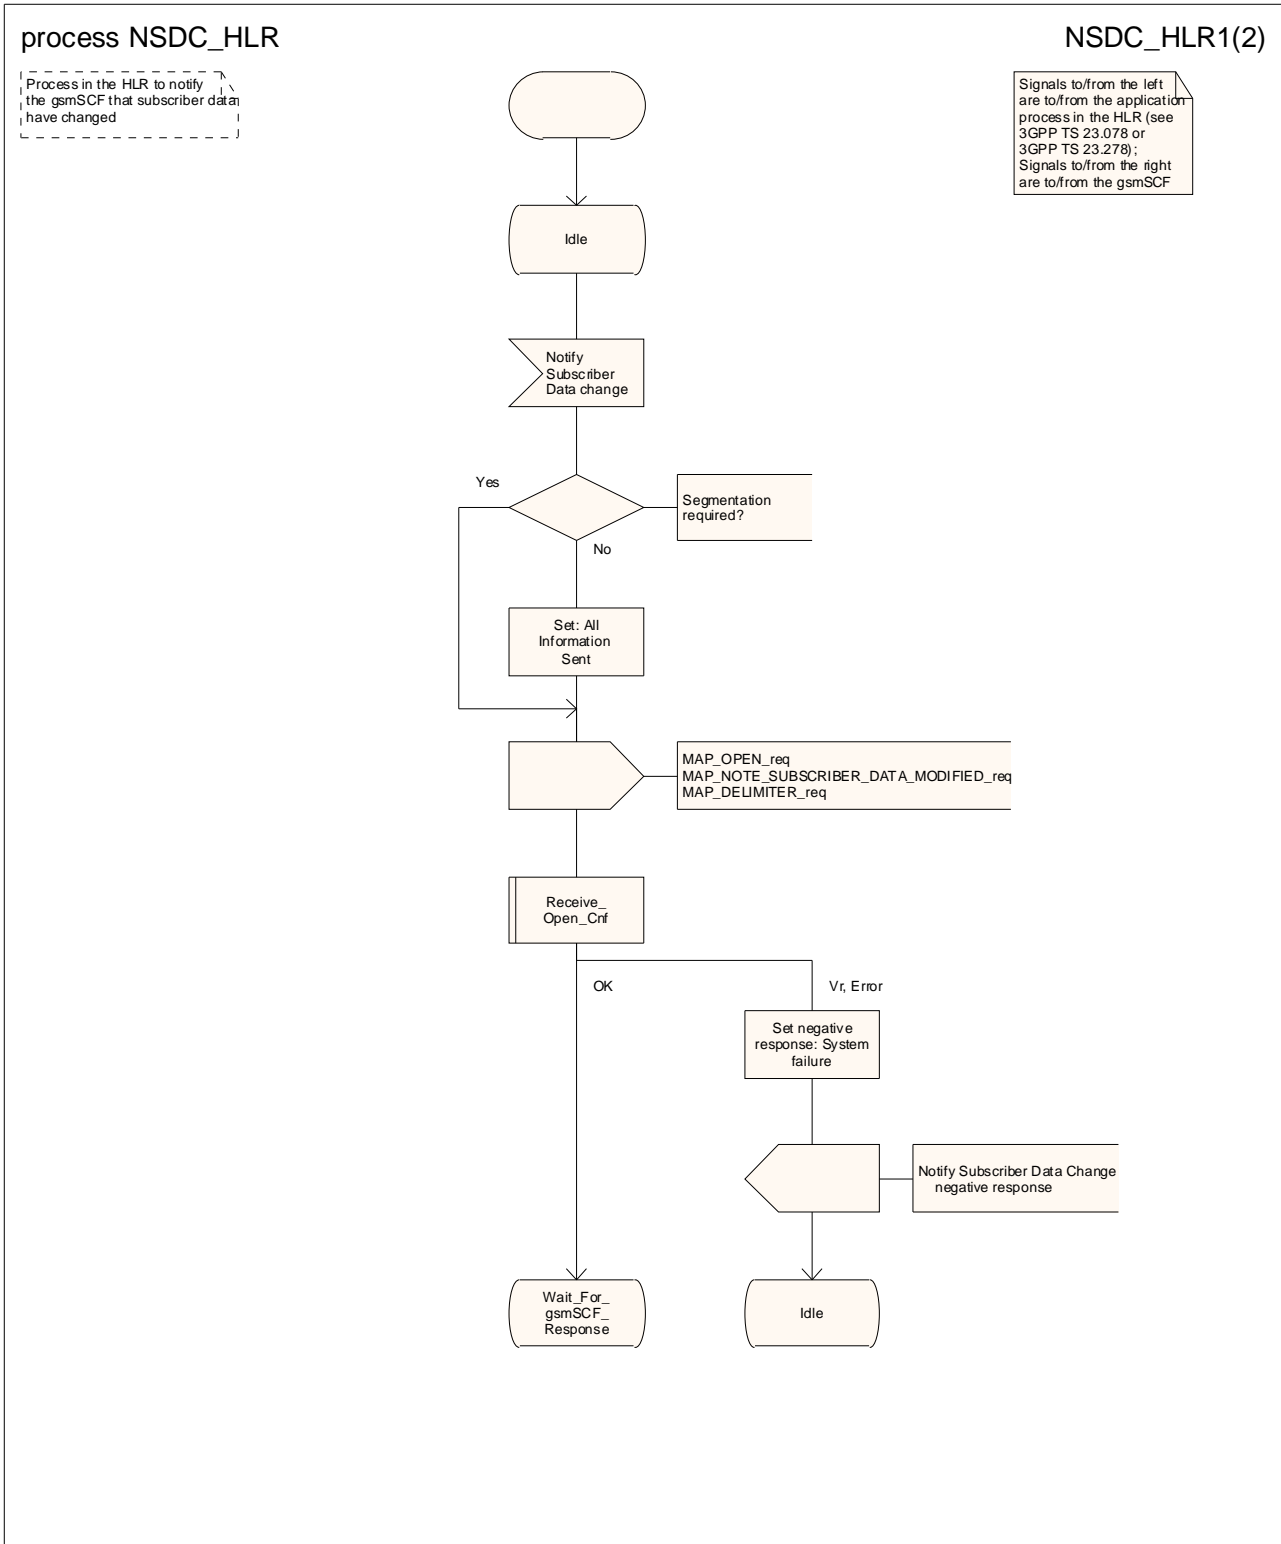 process NSDC_HLR
NSDC_HLR1(2)
Process in the HLR to notify
the gsmSCF that subscriber data
have changed
Signals to/from the left
are to/from the application
process in the HLR (see
3GPP TS 23.078 or
3GPP TS 23.278);
Signals to/from the right
are to/from the gsmSCF
Idle
Notify
Subscriber
Data change
Yes
Segmentation
required?
No
Set: All
Information
Sent
MAP_OPEN_req
MAP_NOTE_SUBSCRIBER_DATA_MODIFIED_req
MAP_DELIMITER_req
Receive_
Open_Cnf
OK
Vr, Error
Set negative
response: System
failure
Notify Subscriber Data Change
negative response
Wait_For_
gsmSCF_
Response
Idle